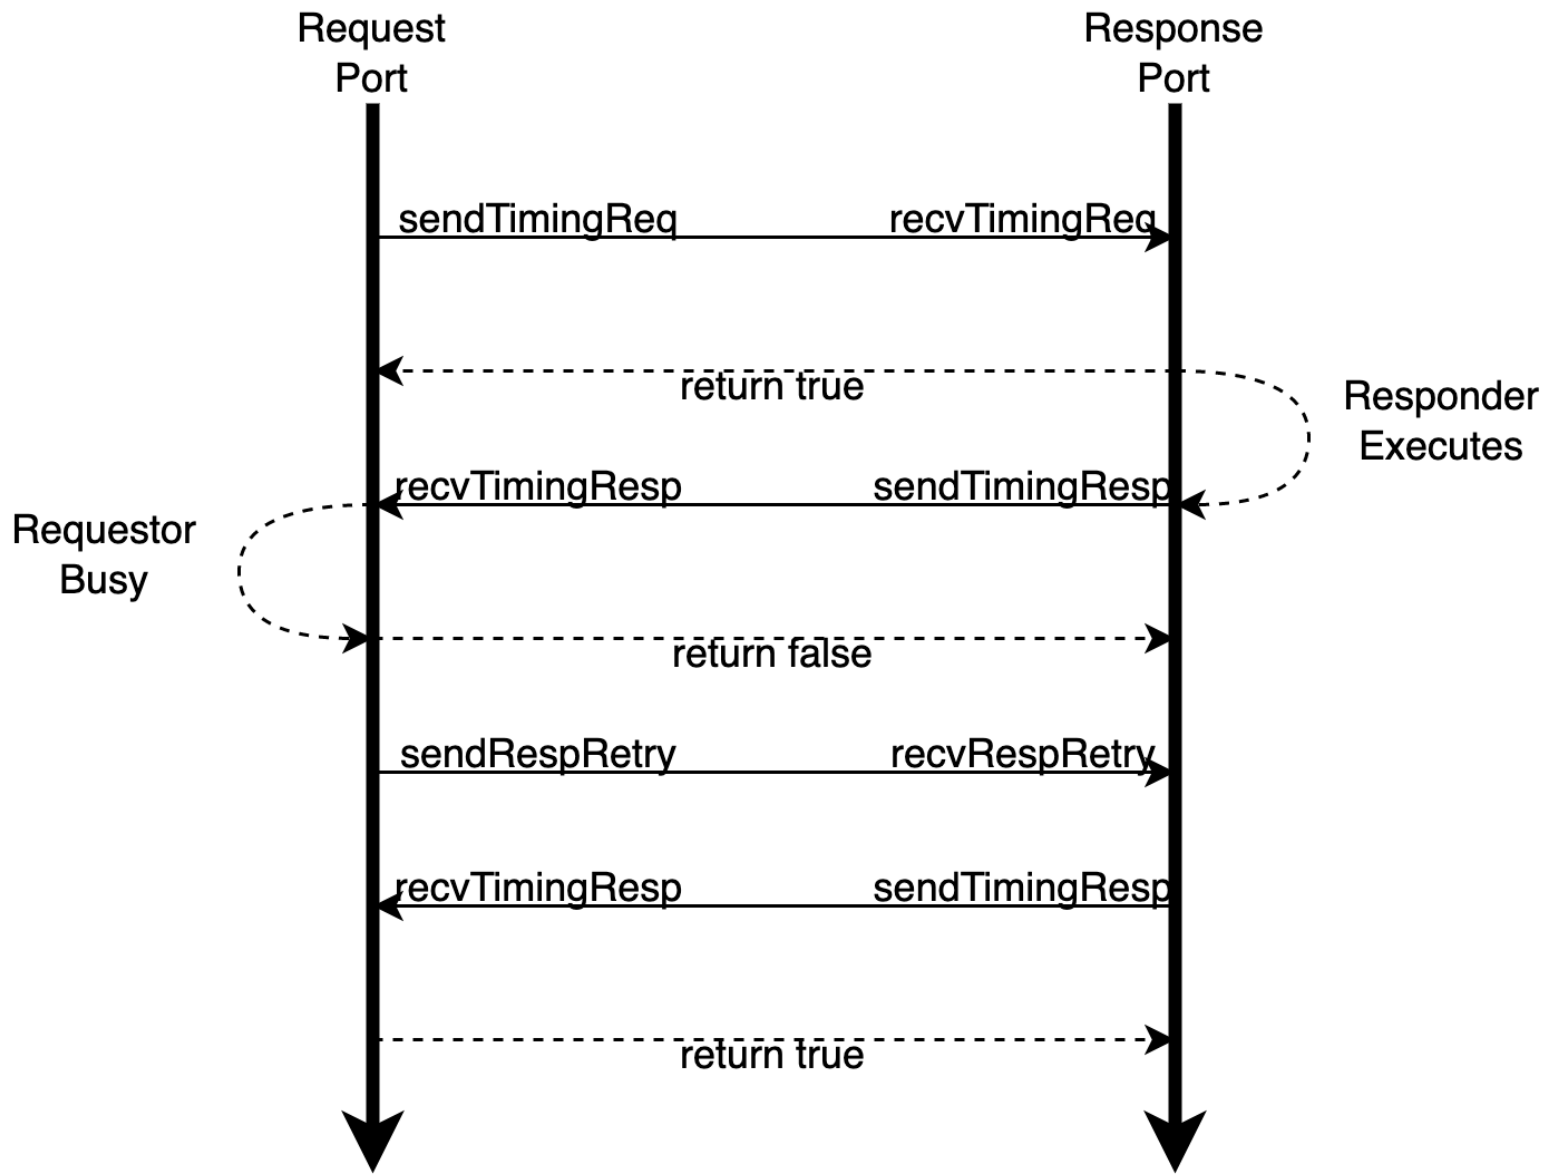 Request
Port
Response
Port
sendTimingReq
recvTimingReq
return true
Responder
Executes
recvTimingResp
sendTimingResp
Requestor
Busy
return false
sendRespRetry
recvRespRetry
recvTimingResp
sendTimingResp
return true